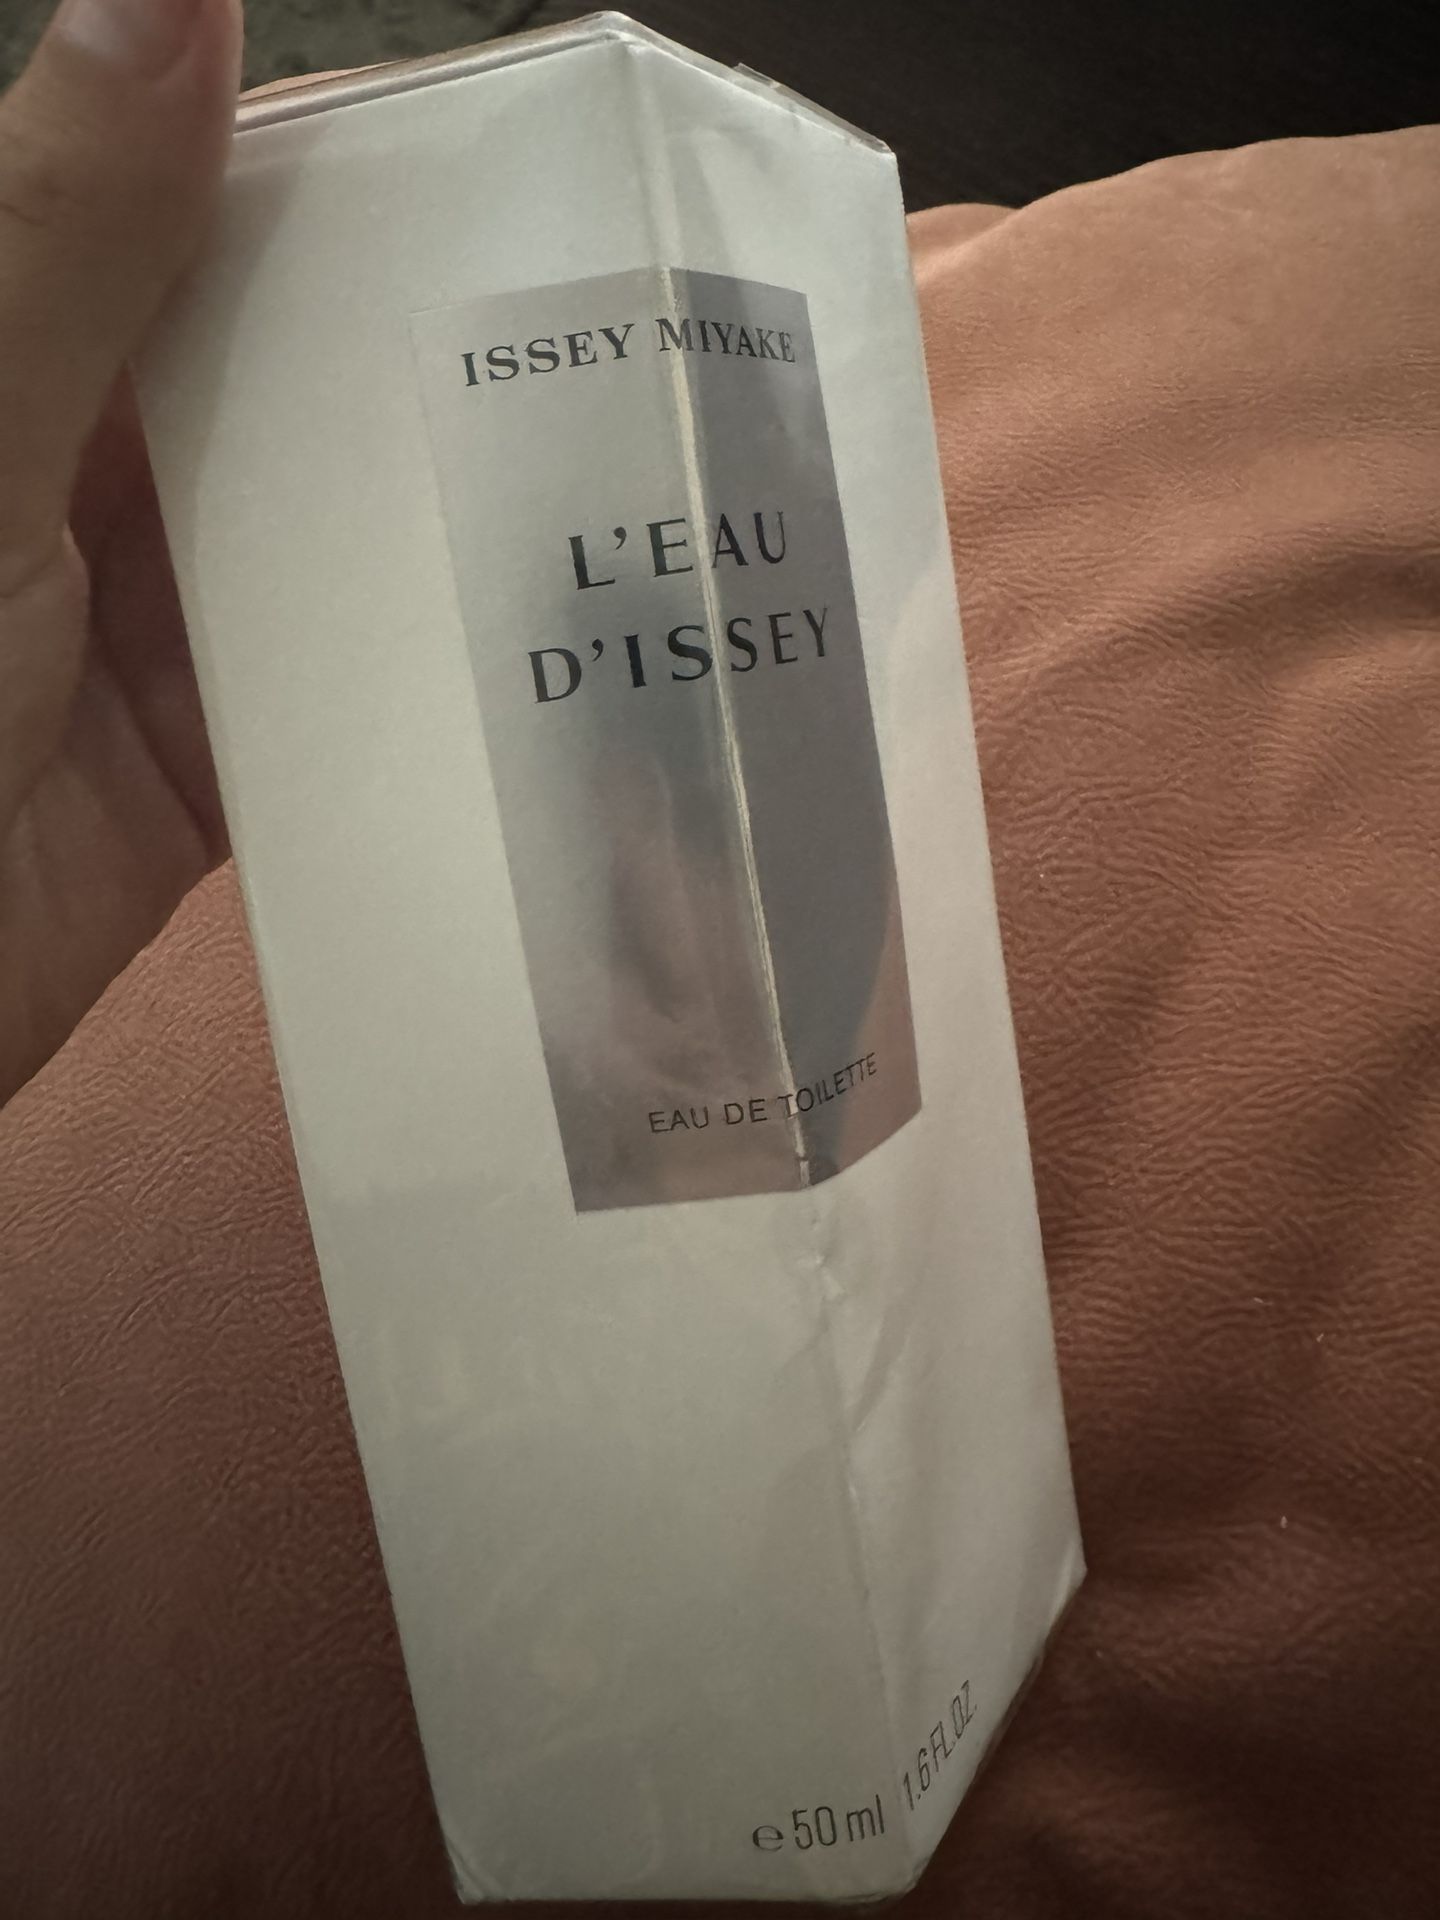 ISSEY MIYAKE
L'EAU
D'ISSEY
EAU DE TOILETTE
℮ 50 ml 1.6 FL.OZ.